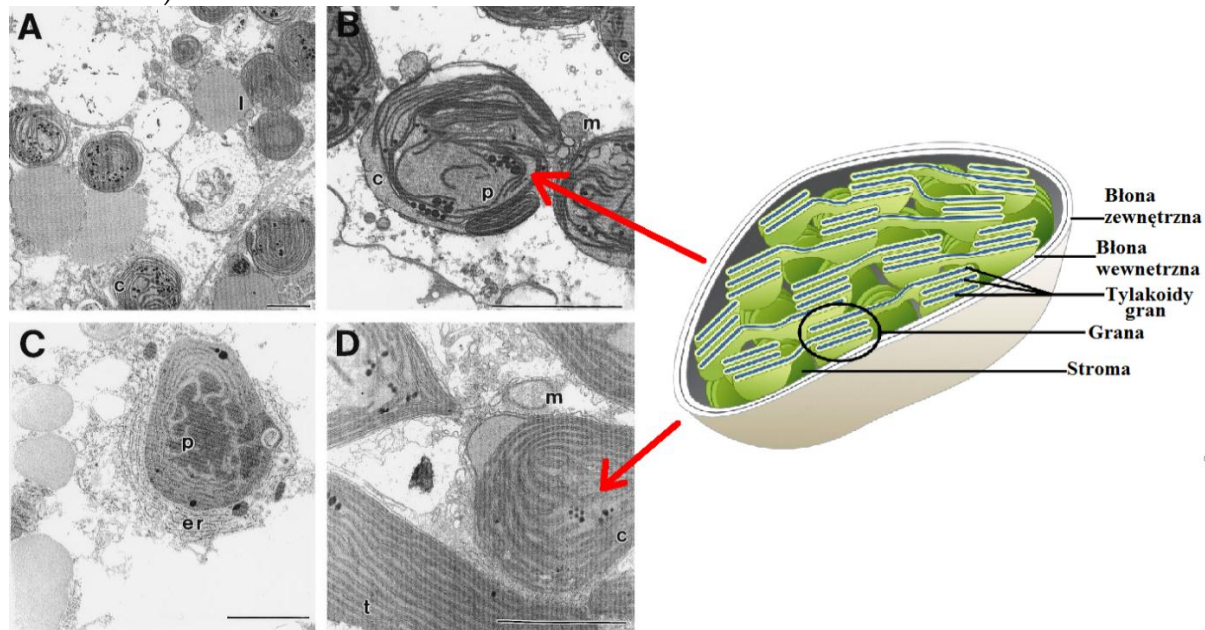 A
l
c
B
c
m
c
p
C
p
er
D
m
c
t
Błona
zewnętrzna
Błona
wewnetrzna
Tylakoidy
gran
Grana
Stroma